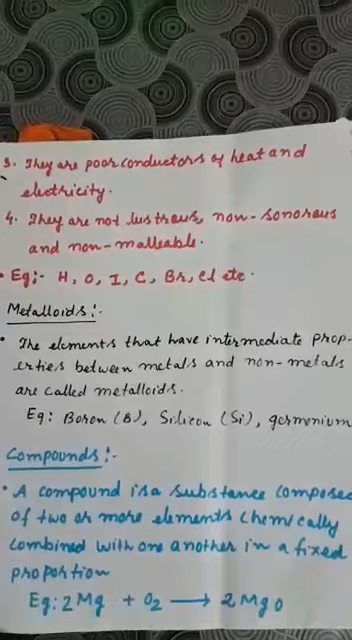 3. They are poor conductors of heat and
electricity.
4. They are not lustrous, non-sonorous
and non-malleable.
• Eg:- H, O, I, C, Br, Cl etc.
Metalloids:-
• The elements that have intermediate prop-
erties between metals and non-metals
are called metalloids.
Eg: Boron (B), Silicon (Si), germonium
Compounds:-
• A compound is a substance composed
of two or more elements chemically
combined with one another in a fixed
proportion
Eg: 2Mg + O₂ ⟶ 2MgO